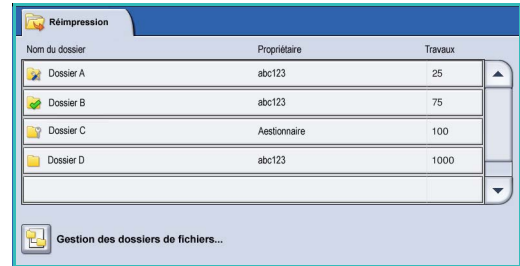 Réimpression
Nom du dossier Propriétaire Travaux
Dossier A abc123 25
Dossier B abc123 75
Dossier C Aestionnaire 100
Dossier D abc123 1000
Gestion des dossiers de fichiers...